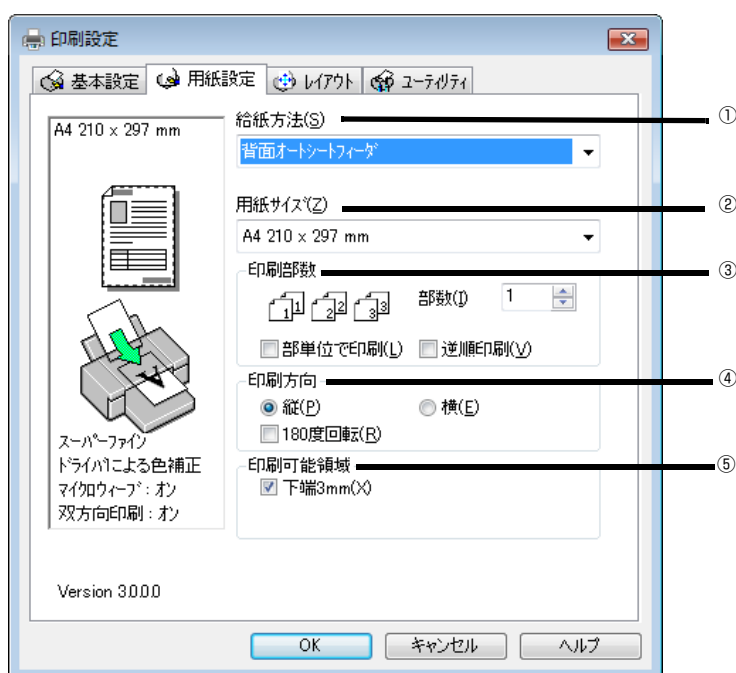 印刷設定
基本設定 用紙設定 レイアウト ユーティリティ
A4 210 x 297 mm
スーパーファイン
ドライバによる色補正
マイクロウィーブ：オン
双方向印刷：オン
Version 3.0.0.0
給紙方法(S)
①
背面オートシートフィーダ
用紙サイズ(Z)
②
A4 210 x 297 mm
印刷部数
③
1 1 2 2 3 3
部数(I) 1
部単位で印刷(L) 逆順印刷(V)
印刷方向
④
縦(P) 横(E)
180度回転(R)
印刷可能領域
⑤
下端3mm(X)
OK キャンセル ヘルプ